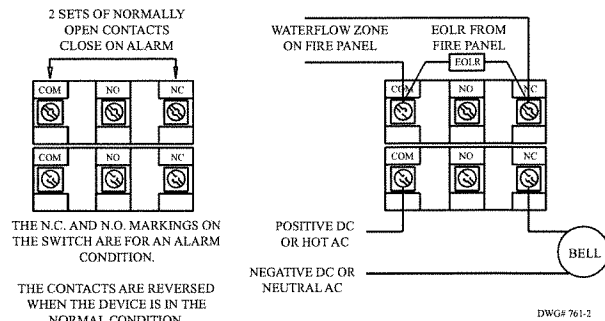 2 SETS OF NORMALLY
OPEN CONTACTS
CLOSE ON ALARM
COM NO NC
COM NO NC
THE N.C. AND N.O. MARKINGS ON
THE SWITCH ARE FOR AN ALARM
CONDITION.
THE CONTACTS ARE REVERSED
WHEN THE DEVICE IS IN THE
NORMAL CONDITION
WATERFLOW ZONE
ON FIRE PANEL
EOLR FROM
FIRE PANEL
EOLR
COM NO NC
COM NO NC
POSITIVE DC
OR HOT AC
NEGATIVE DC OR
NEUTRAL AC
BELL
DWG# 761-2